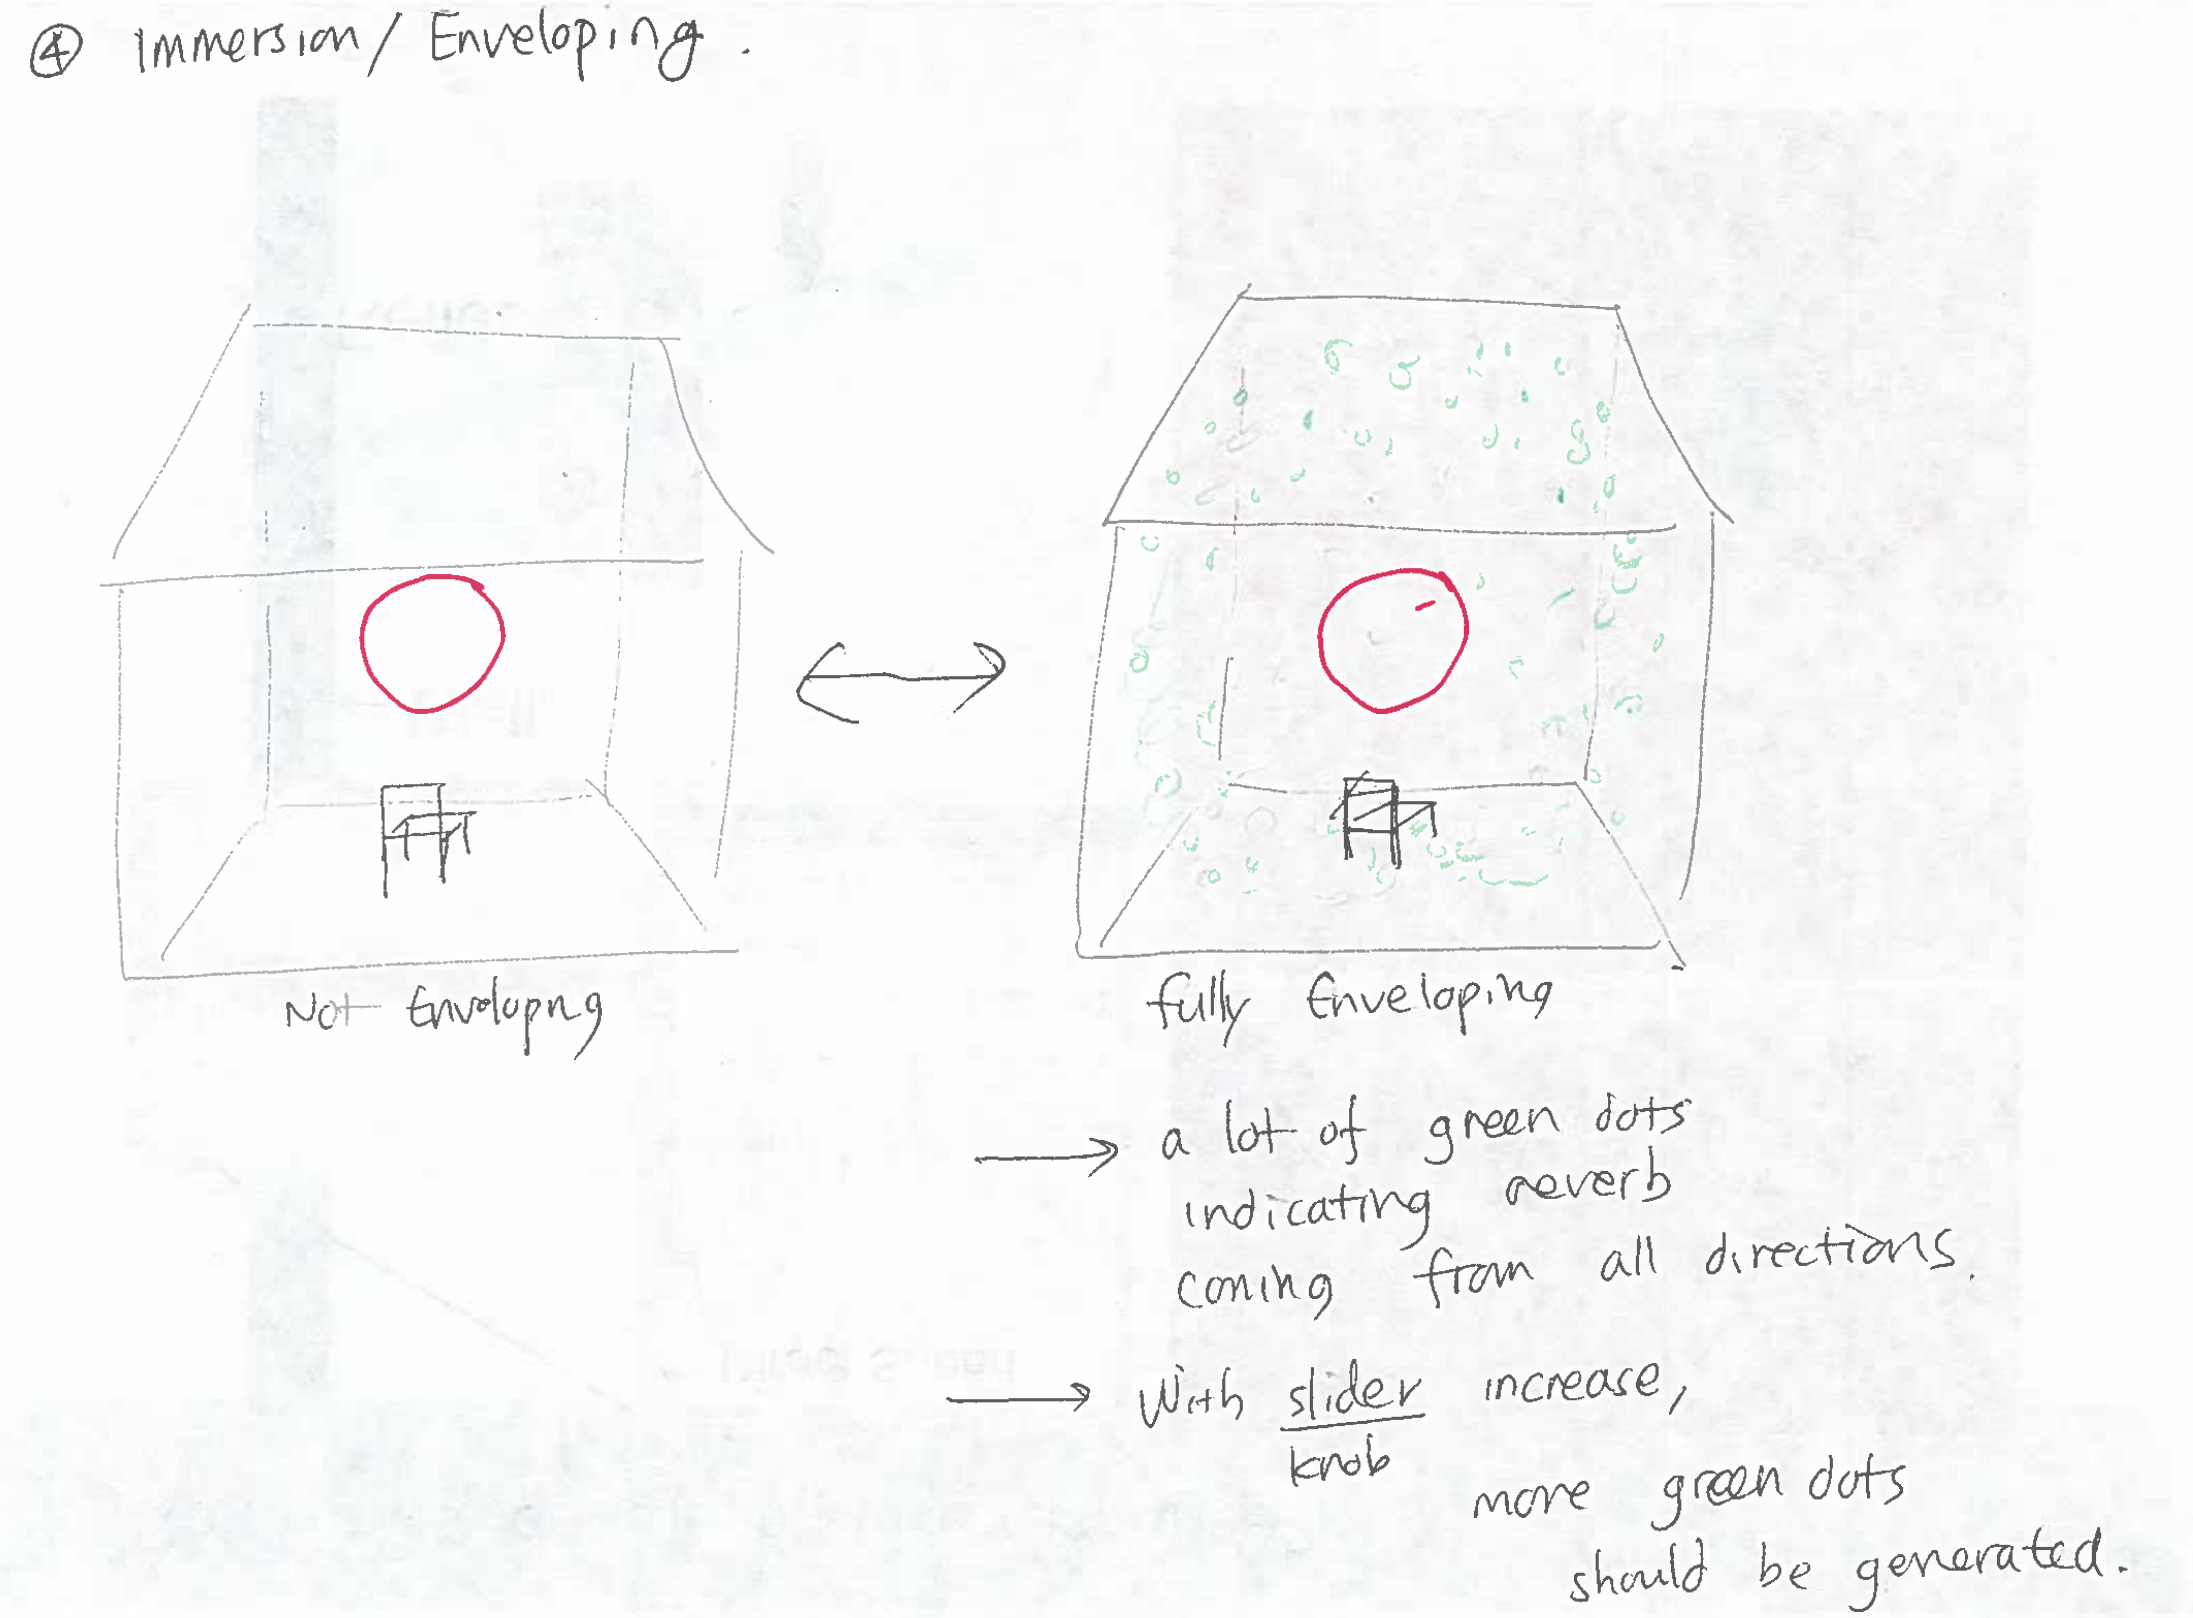 ④ Immersion / Enveloping.
Not Envolopng
fully Enveloping
→ a lot of green dots
indicating reverb
coming from all directions.
→ With slider increase,
knob
more green dots
should be generated.